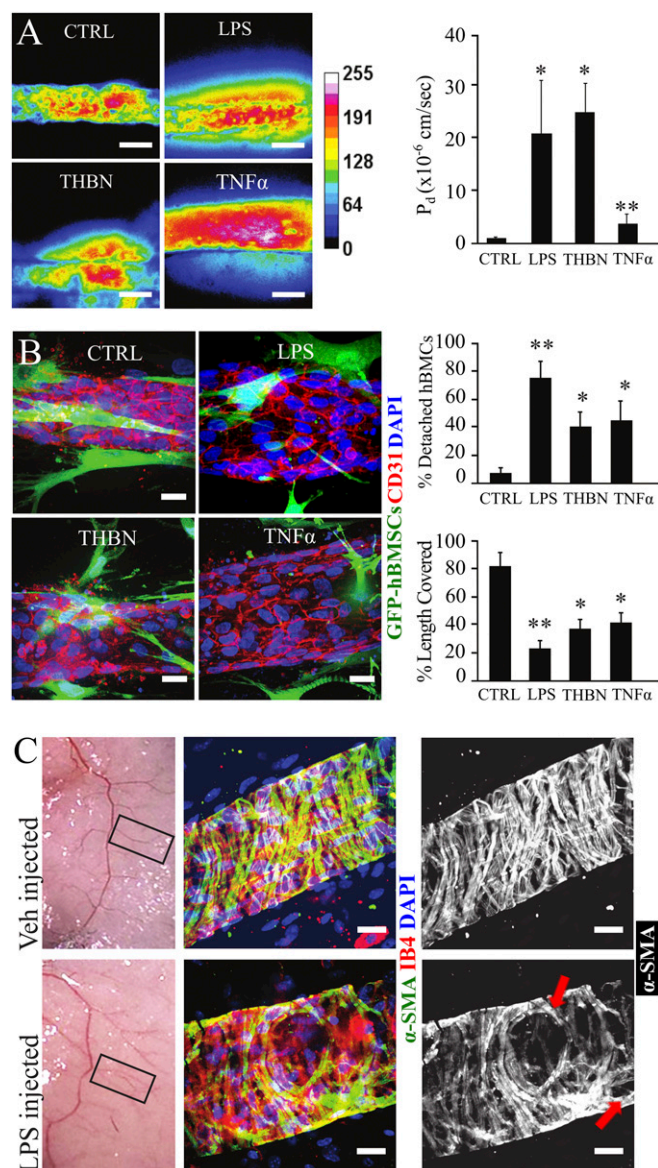 A
CTRL
LPS
THBN
TNFα
255
191
128
64
0
P_d (x10^-6 cm/sec)
40
30
20
10
0
*
*
**
CTRL LPS THBN TNFα
B
CTRL
LPS
THBN
TNFα
GFP-hBMSCs CD31 DAPI
% Detached hBMCs
100
80
60
40
20
0
**
*
*
CTRL LPS THBN TNFα
% Length Covered
100
80
60
40
20
0
**
*
*
CTRL LPS THBN TNFα
C
Veh injected
LPS injected
α-SMA IB4 DAPI
α-SMA